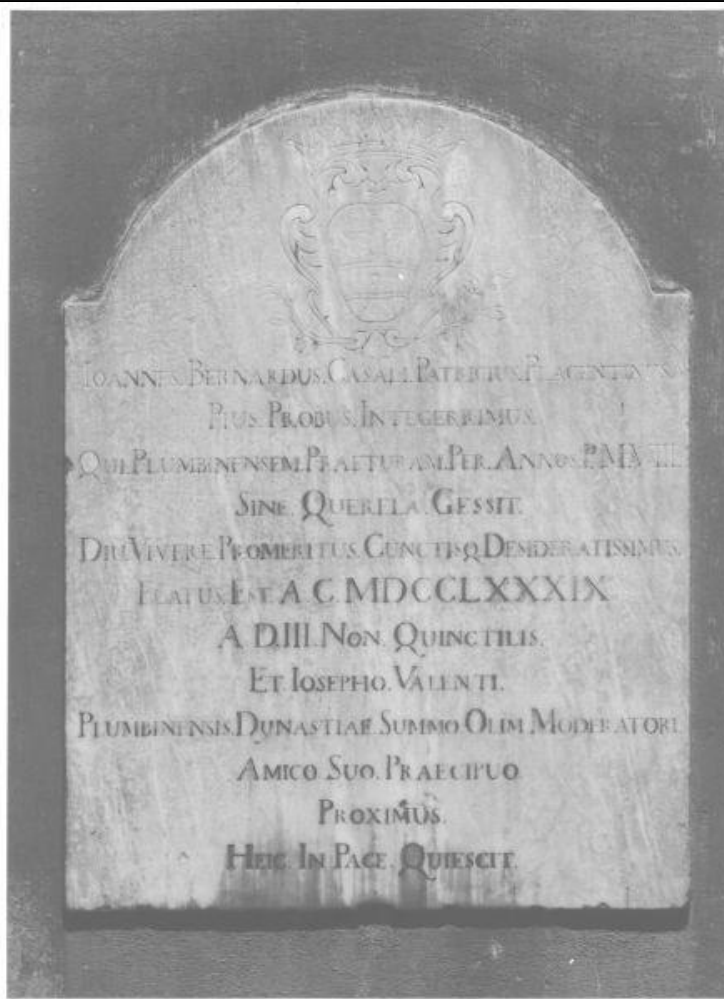 IOANNES. BERNARDUS. CASALI. PATRICIUS. PLACENTINUS.
PIUS. PROBUS. INTEGERRIMUS.
QUI. PLUMBINENSEM. PRAETURAM. PER. ANNOS.
SINE. QUERELA. GESSIT.
DIU. VIVERE. PROMERITUS. CUNCTISQ. DESIDERATISSIMUS.
ELATUS. EST. A. C. MDCCLXXXIX
A. D. III. NON. QUINCTILIS.
ET. IOSEPHO. VALENTI.
PLUMBINENSIS. DUNASTIAE. SUMMO. OLIM. MODERATORI.
AMICO. SUO. PRAECIPUO.
PROXIMUS.
HEIC. IN. PACE. QUIESCIT.